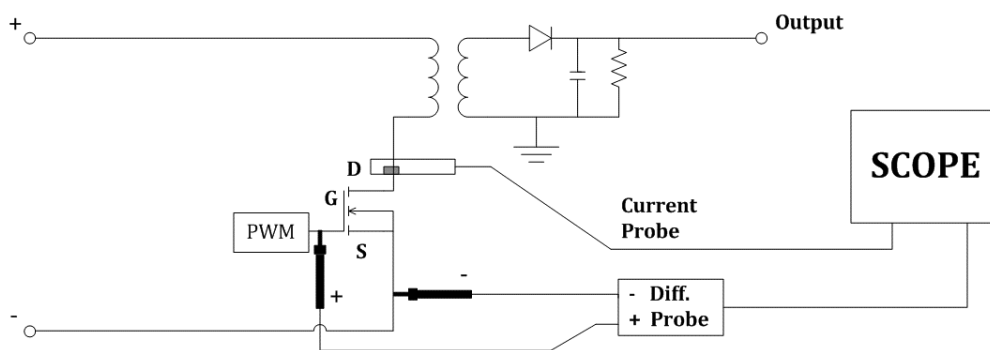 +
Output
D
SCOPE
G
Current
Probe
PWM
S
-
+
- Diff.
+ Probe
-